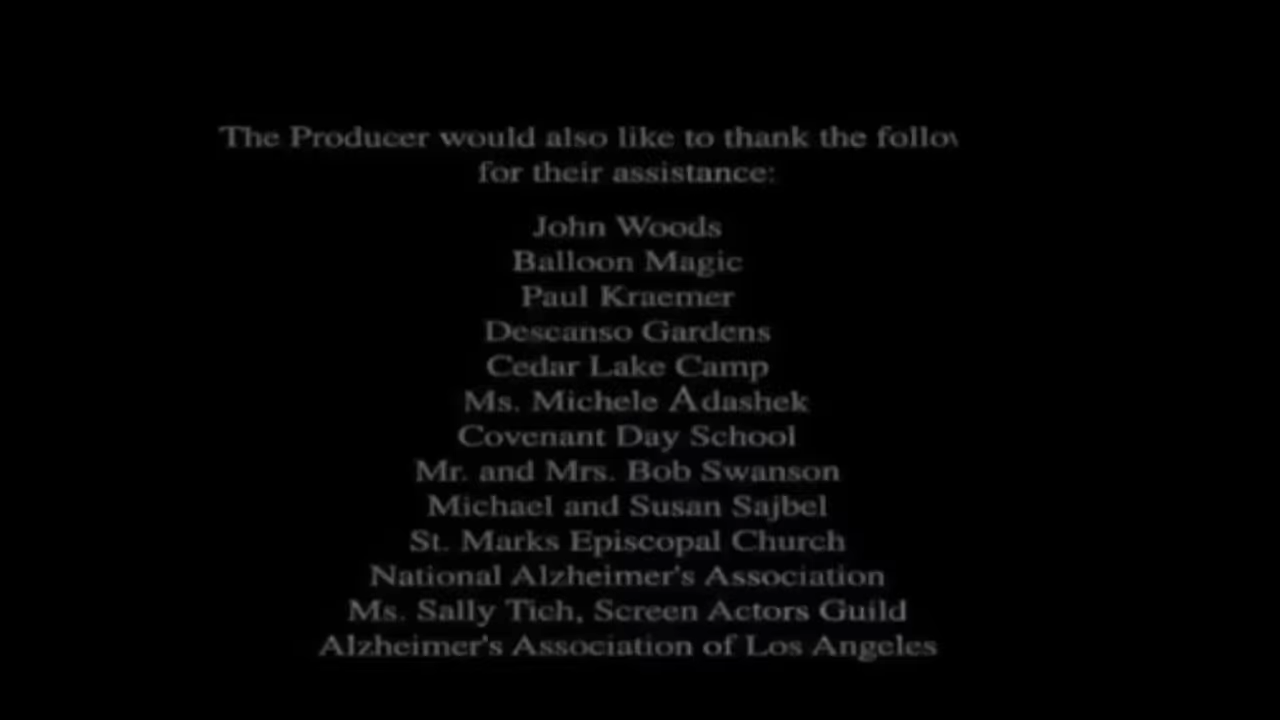 The Producer would also like to thank the follow
for their assistance:
John Woods
Balloon Magic
Paul Kraemer
Descanso Gardens
Cedar Lake Camp
Ms. Michele Adashek
Covenant Day School
Mr. and Mrs. Bob Swanson
Michael and Susan Sajbel
St. Marks Episcopal Church
National Alzheimer's Association
Ms. Sally Tich, Screen Actors Guild
Alzheimer's Association of Los Angeles